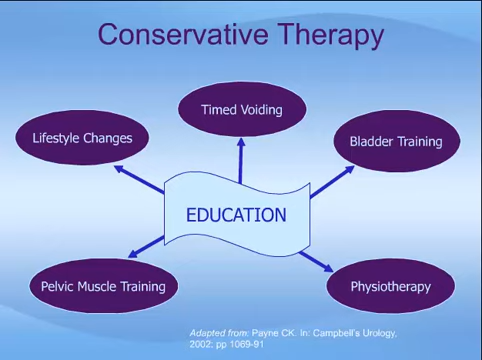 Conservative Therapy
Timed Voiding
Lifestyle Changes
Bladder Training
EDUCATION
Pelvic Muscle Training
Physiotherapy
Adapted from: Payne CK. In: Campbell's Urology,
2002; pp 1069-91